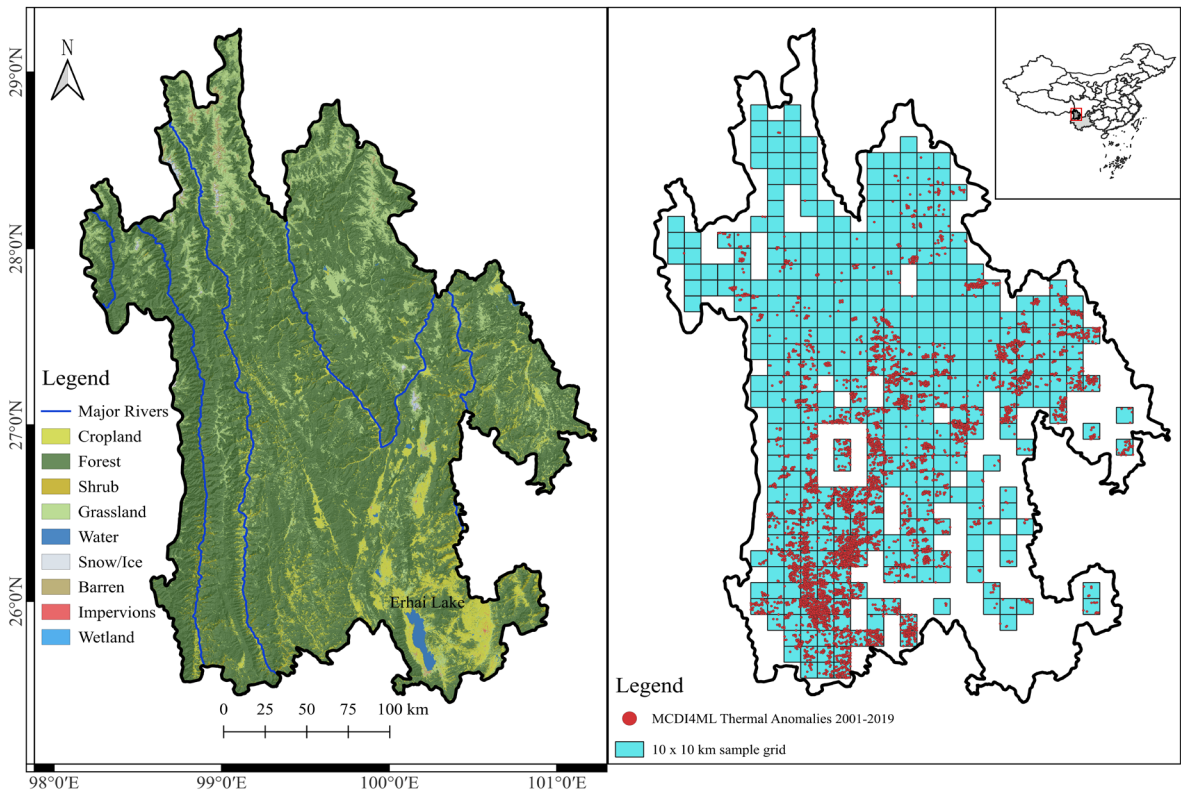 29°0'N
28°0'N
27°0'N
26°0'N
N
Legend
Major Rivers
Cropland
Forest
Shrub
Grassland
Water
Snow/Ice
Barren
Impervions
Wetland
Erhai Lake
0 25 50 75 100 km
98°0'E 99°0'E 100°0'E 101°0'E
Legend
MCDI4ML Thermal Anomalies 2001-2019
10 x 10 km sample grid